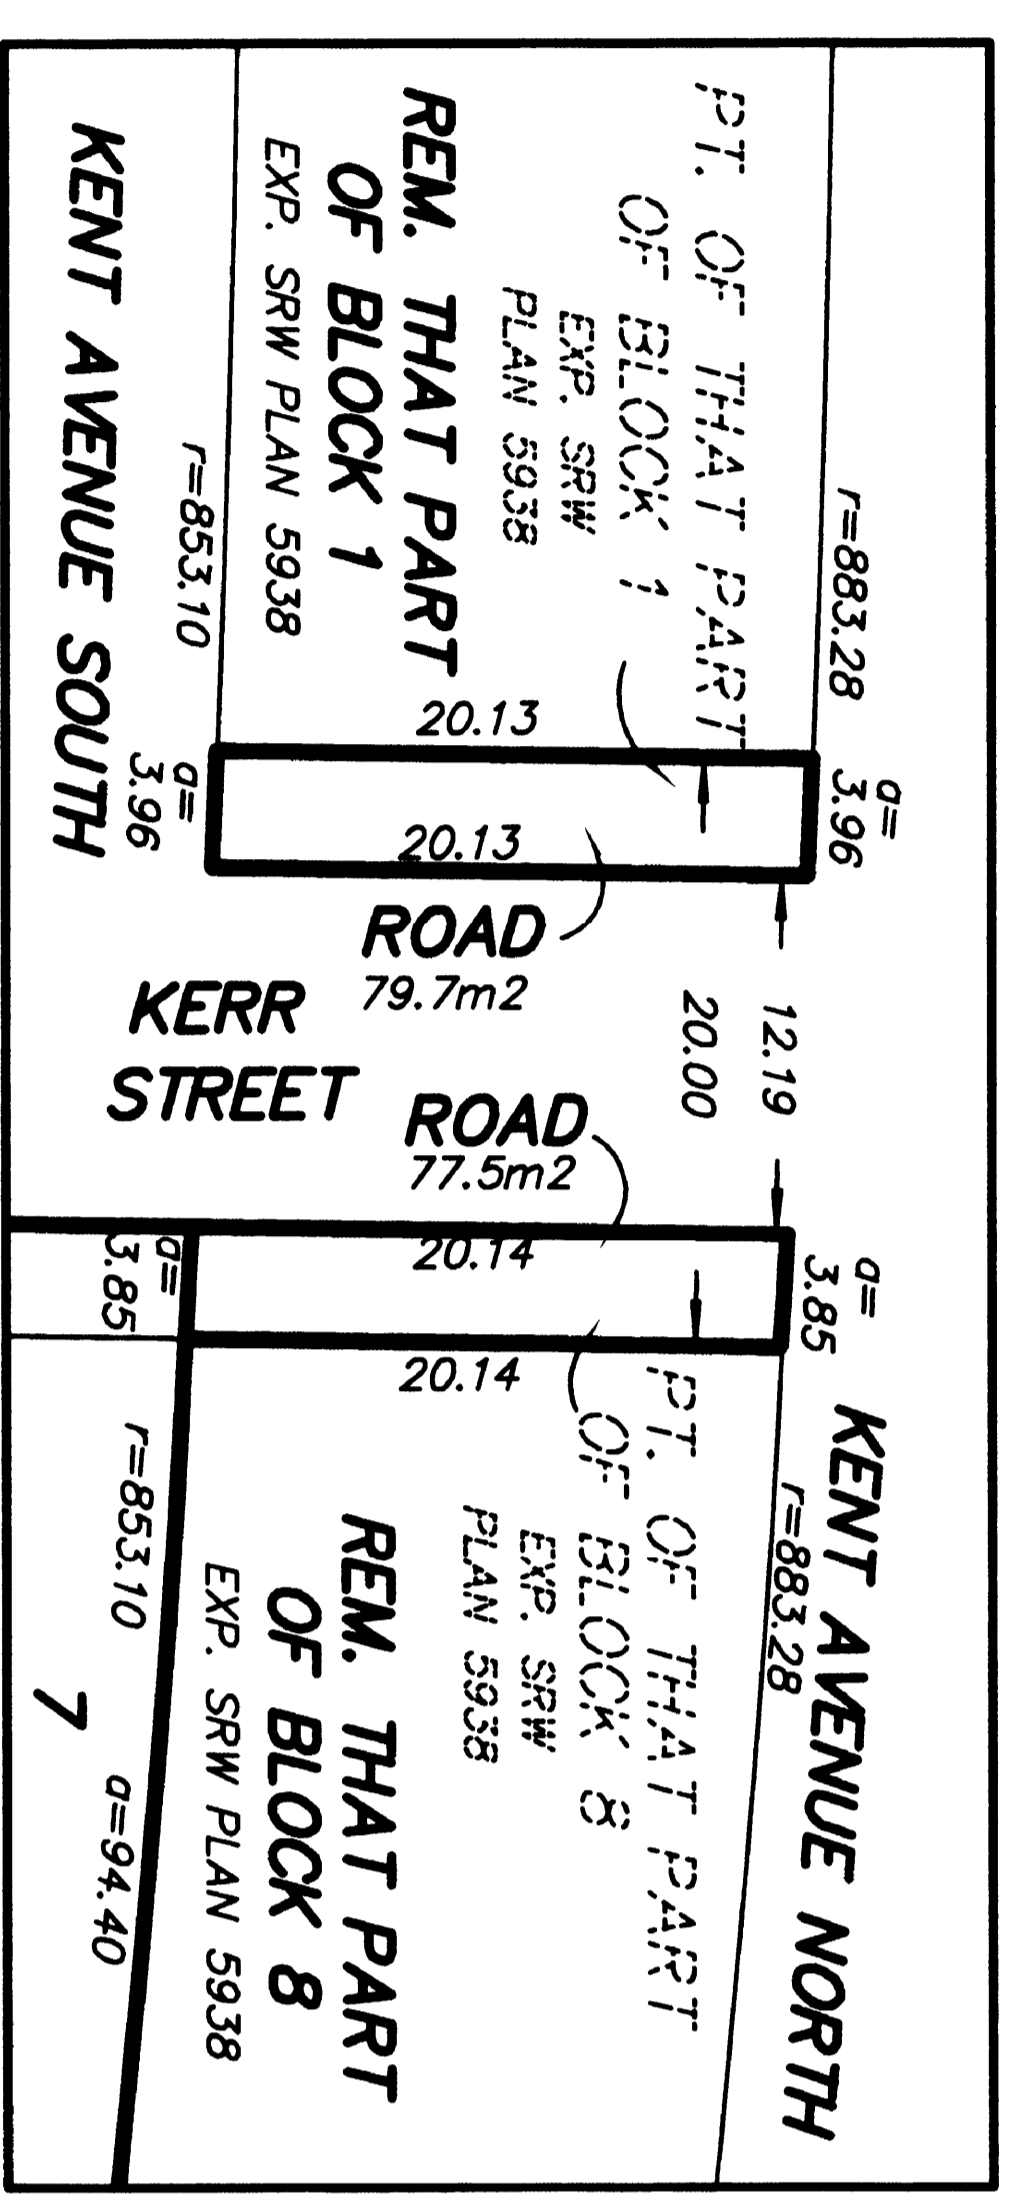 KENT AVENUE NORTH
r=883.28
a=
3.96
a=
3.85
r=883.28
PT. OF THAT PART
OF BLOCK 1
EXP. SRW
PLAN 5938
REM. THAT PART
OF BLOCK 1
EXP. SRW PLAN 5938
20.13
20.13
ROAD
79.7m2
12.19
20.00
KERR
STREET
ROAD
77.5m2
20.14
20.14
PT. OF THAT PART
OF BLOCK 8
EXP. SRW
PLAN 5938
REM. THAT PART
OF BLOCK 8
EXP. SRW PLAN 5938
r=853.10
a=
3.96
KENT AVENUE SOUTH
a=
3.85
r=853.10
a=94.40
7